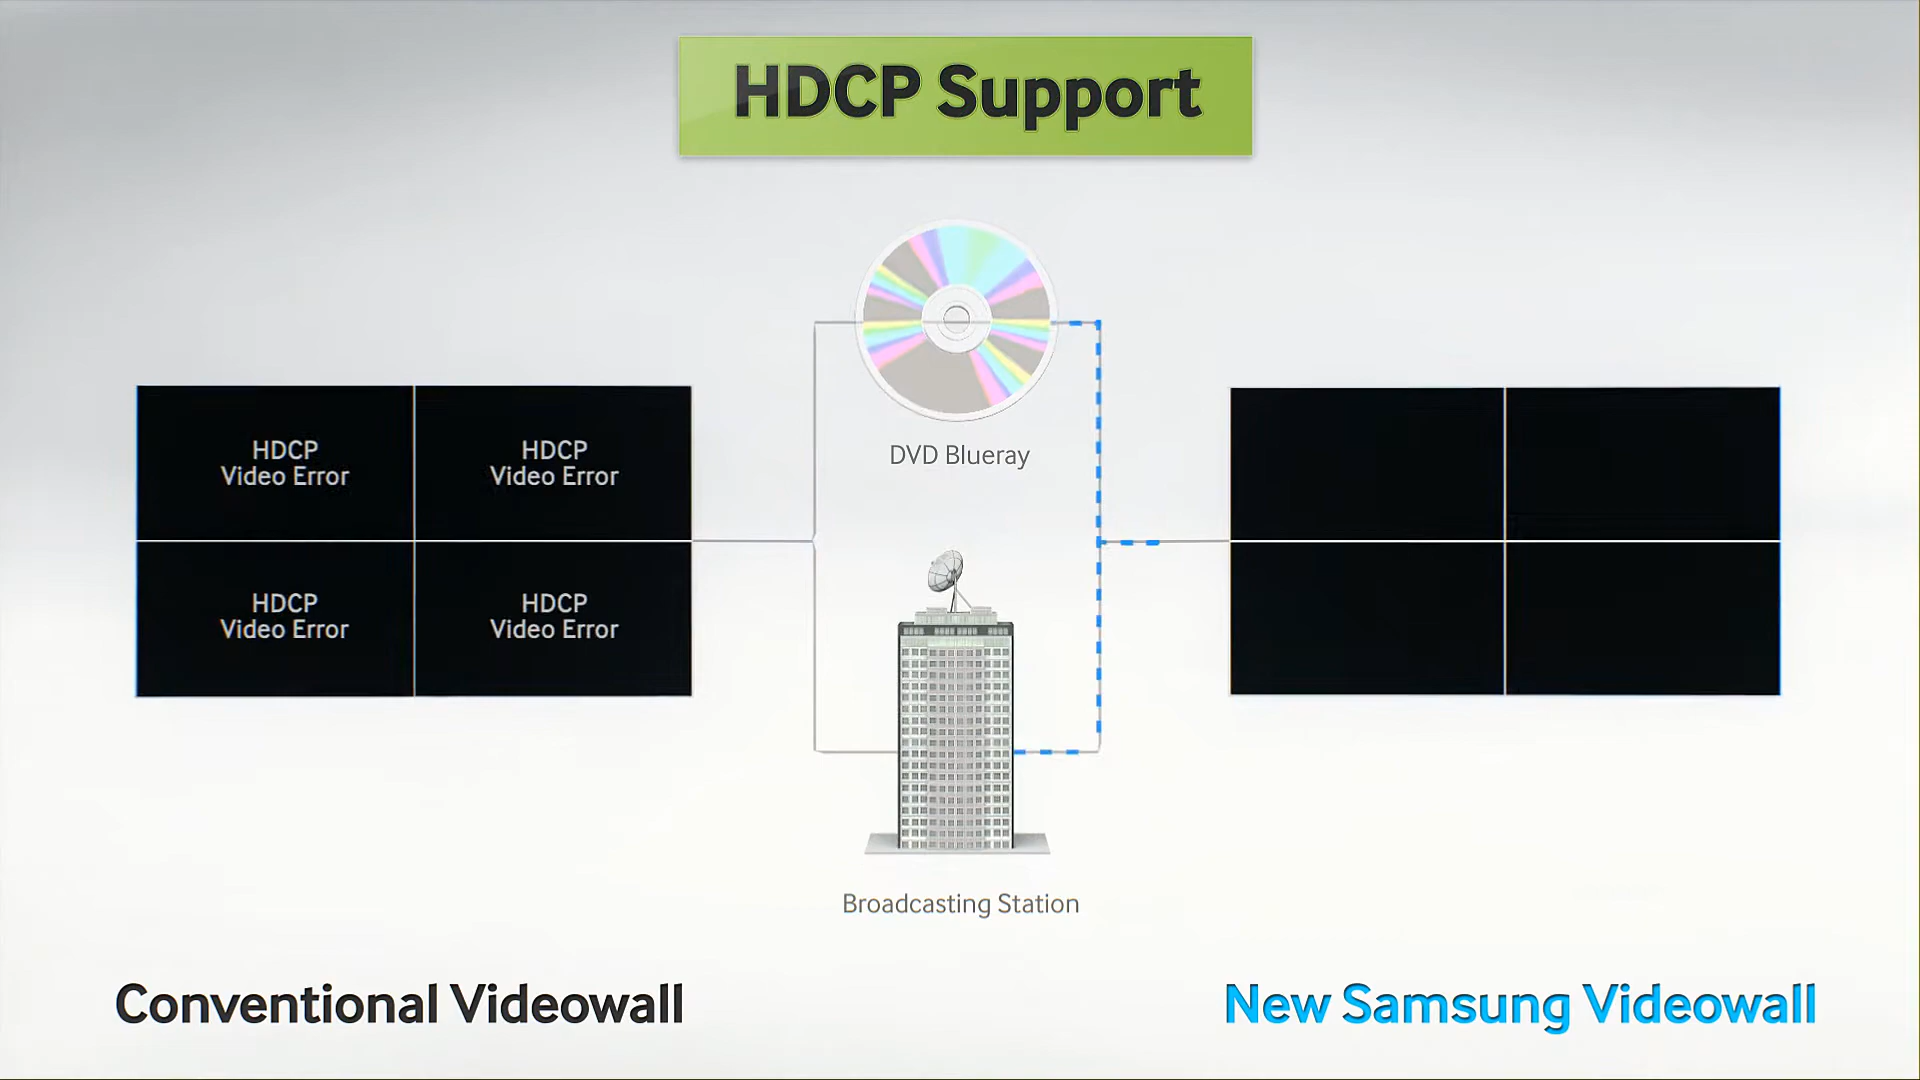 HDCP Support
HDCP
Video Error
HDCP
Video Error
HDCP
Video Error
HDCP
Video Error
DVD Blueray
Broadcasting Station
Conventional Videowall
New Samsung Videowall